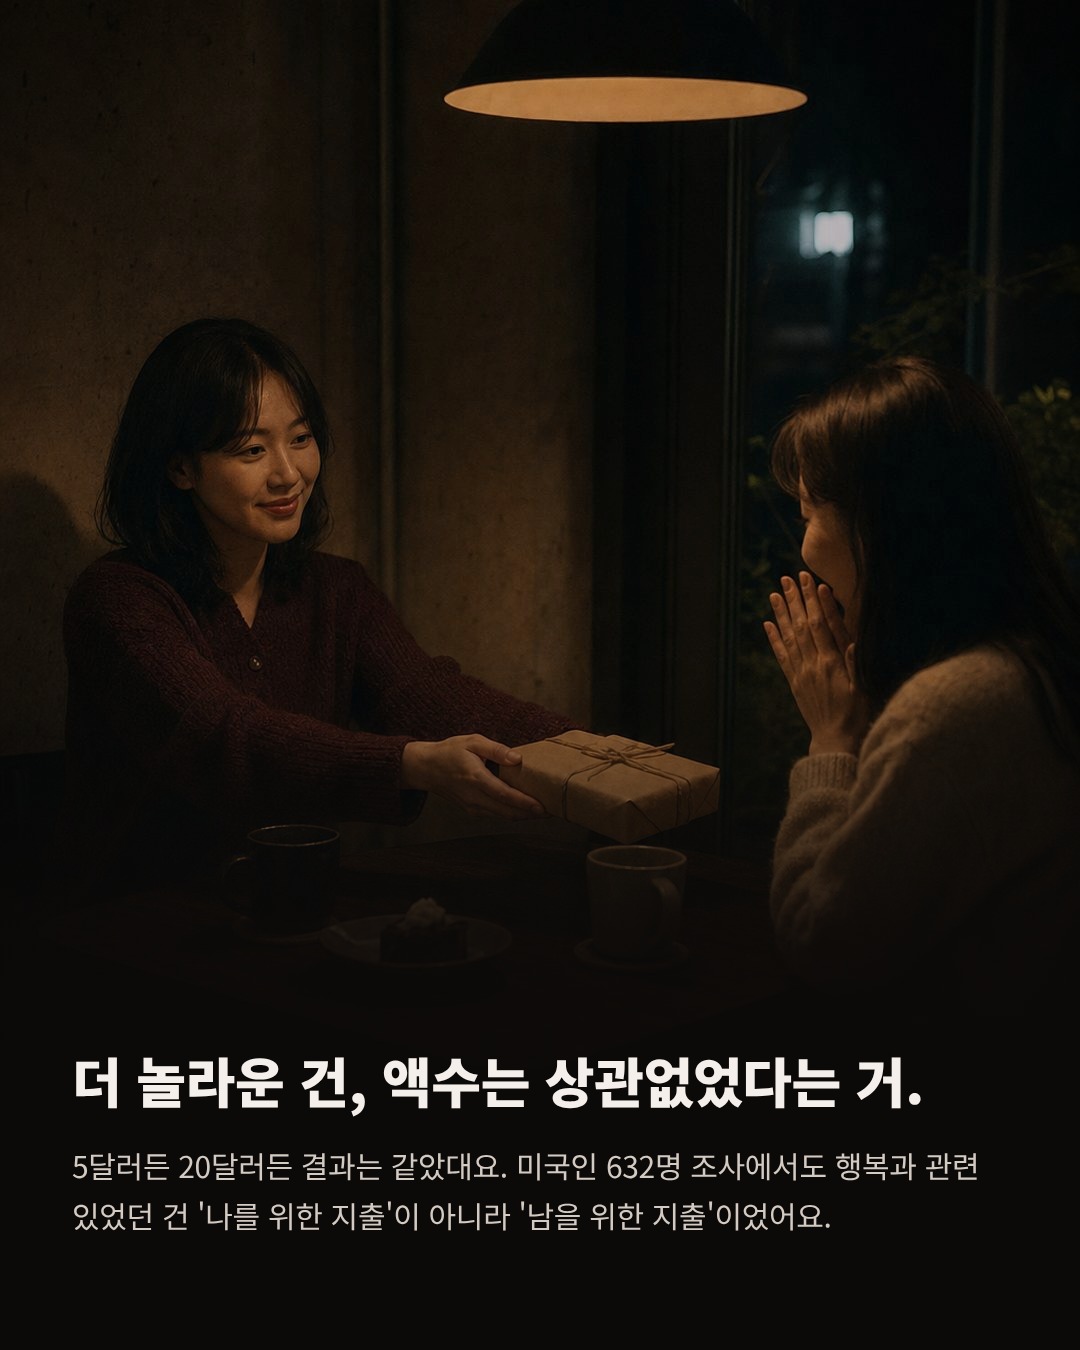 더 놀라운 건, 액수는 상관없었다는 거.
5달러든 20달러든 결과는 같았대요. 미국인 632명 조사에서도 행복과 관련
있었던 건 '나를 위한 지출'이 아니라 '남을 위한 지출'이었어요.